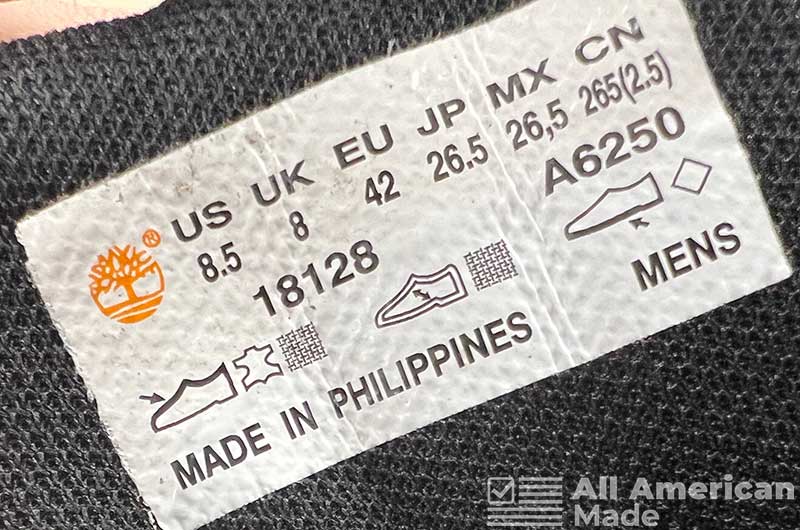 US UK EU JP MX CN
8.5 8 42 26.5 26,5 265(2.5)
18128 A6250
MADE IN PHILIPPINES MENS
®
All American
Made